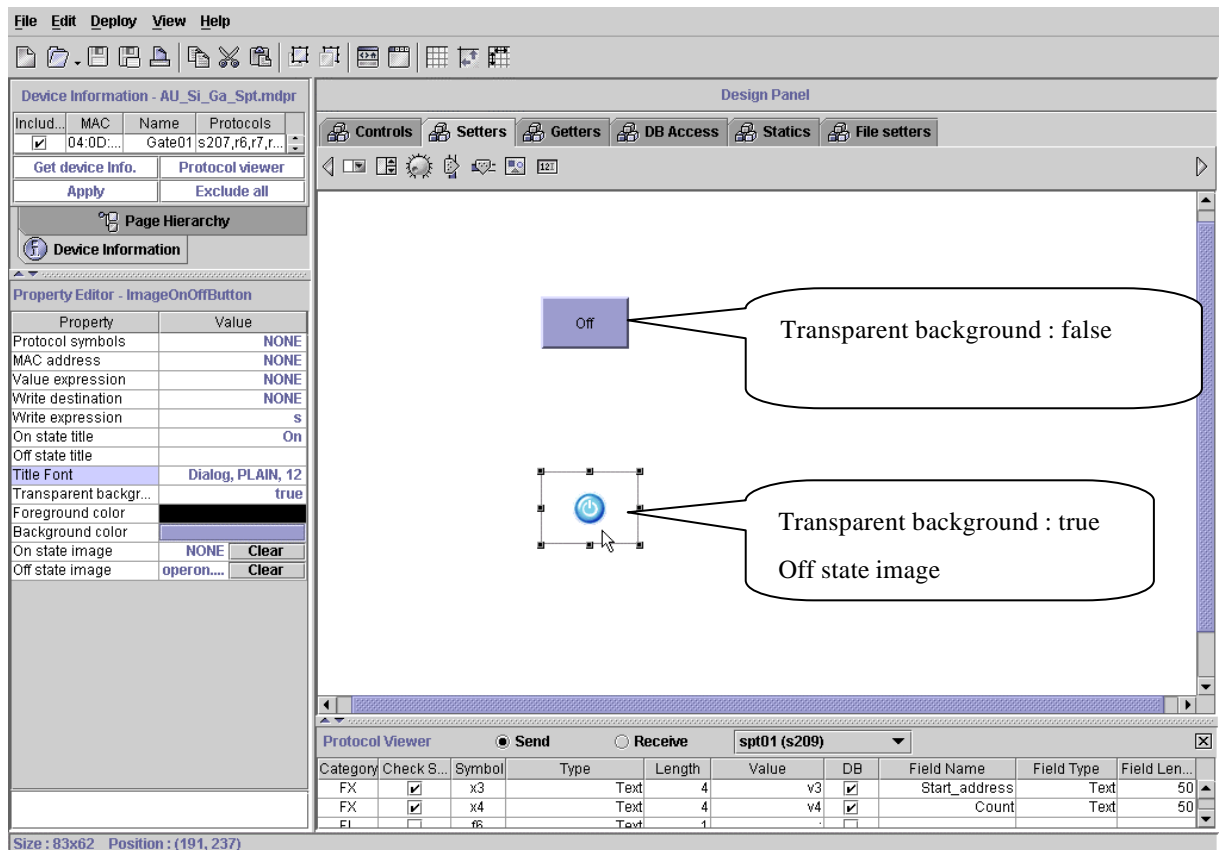 File Edit Deploy View Help
Device Information - AU_Si_Ga_Spt.mdpr
Includ... MAC Name Protocols
04:0D:... Gate01 s207,r6,r7,r...
Get device Info. Protocol viewer
Apply Exclude all
Page Hierarchy
Device Information
Property Editor - ImageOnOffButton
Property Value
Protocol symbols NONE
MAC address NONE
Value expression NONE
Write destination NONE
Write expression s
On state title On
Off state title
Title Font Dialog, PLAIN, 12
Transparent backgr... true
Foreground color
Background color
On state image NONE Clear
Off state image operon.... Clear
Design Panel
Controls Setters Getters DB Access Statics File setters
Off
Transparent background : false
Transparent background : true
Off state image
Protocol Viewer Send Receive spt01 (s209)
Category Check S... Symbol Type Length Value DB Field Name Field Type Field Len...
FX x3 Text 4 v3 Start_address Text 50
FX x4 Text 4 v4 Count Text 50
Size : 83x62 Position : (191, 237)